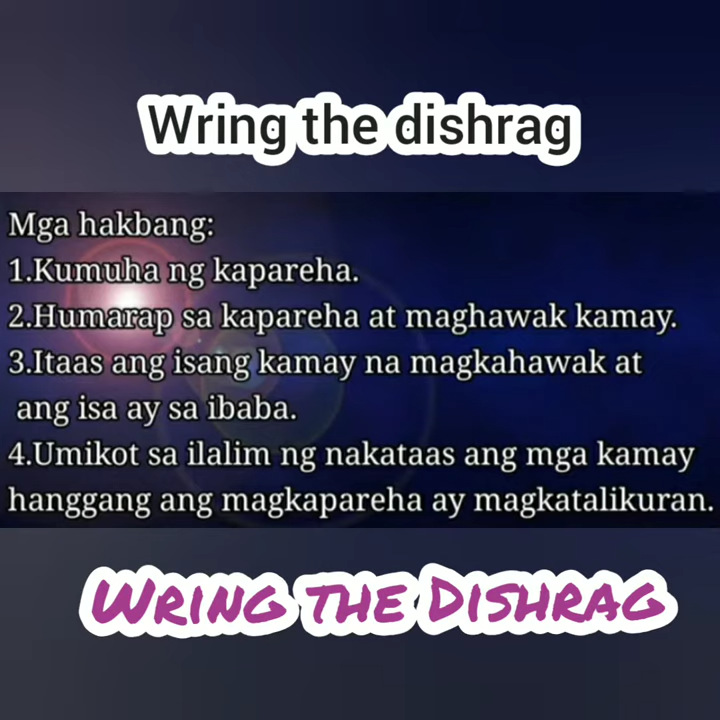 Wring the dishrag
Mga hakbang:
1.Kumuha ng kapareha.
2.Humarap sa kapareha at maghawak kamay.
3.Itaas ang isang kamay na magkahawak at
ang isa ay sa ibaba.
4.Umikot sa ilalim ng nakataas ang mga kamay
hanggang ang magkapareha ay magkatalikuran.
Wring the Dishrag